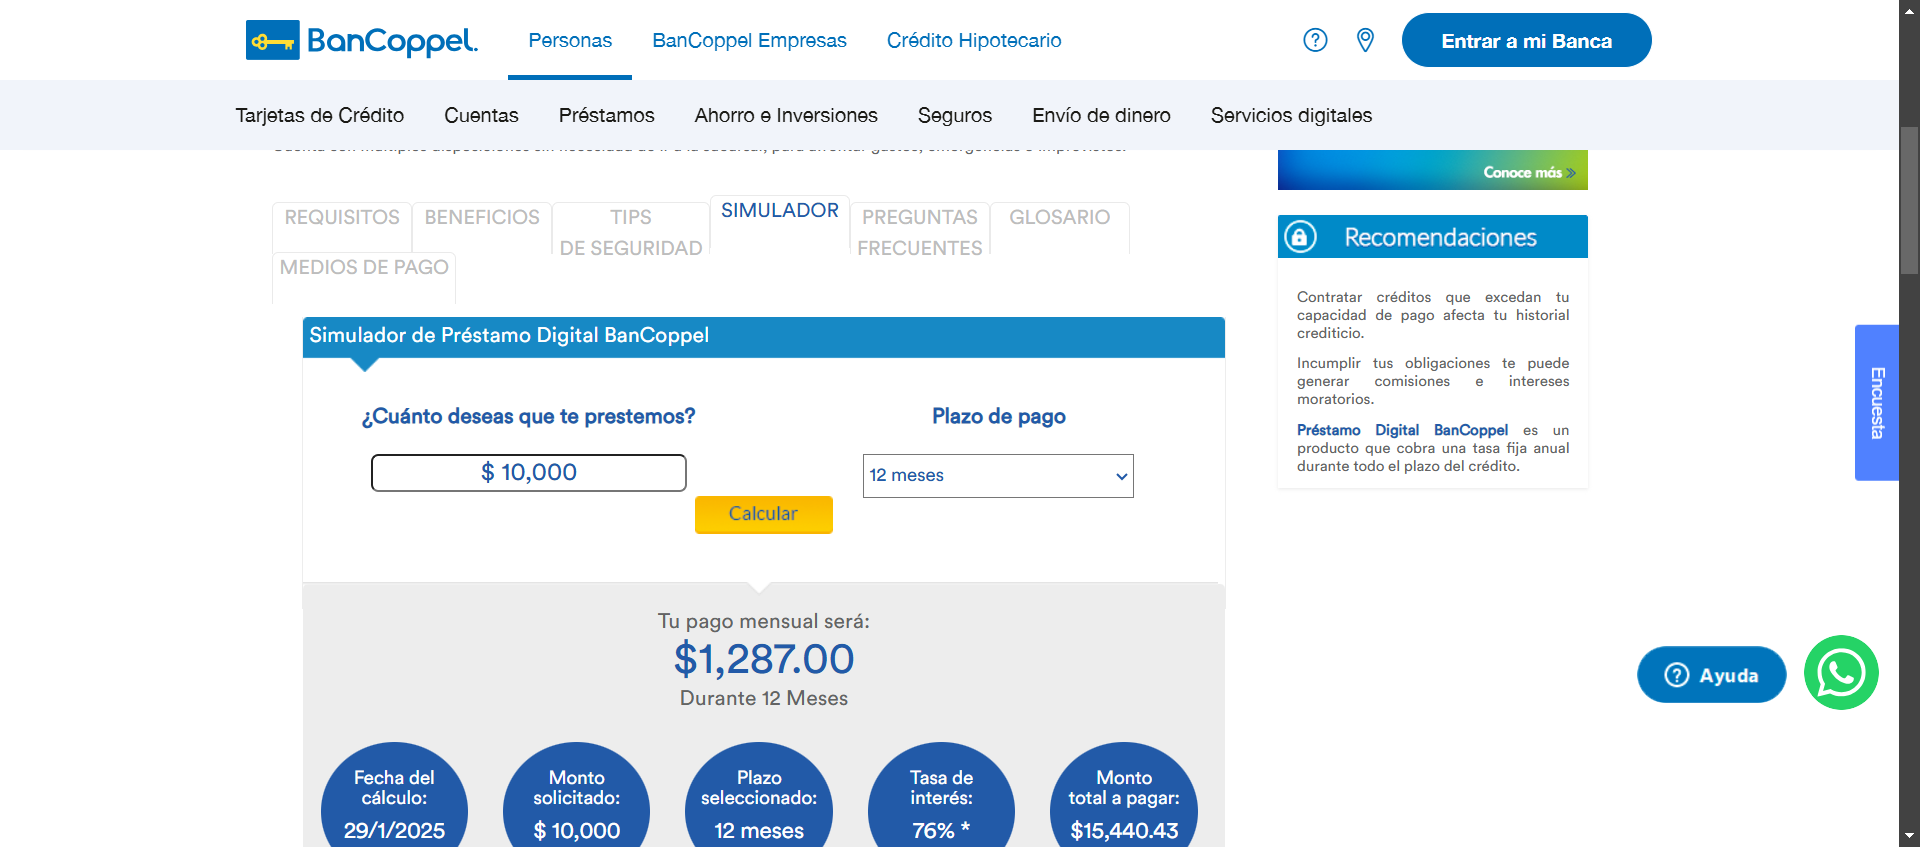 BanCoppel.
Personas
BanCoppel Empresas
Crédito Hipotecario
Entrar a mi Banca
Tarjetas de Crédito
Cuentas
Préstamos
Ahorro e Inversiones
Seguros
Envío de dinero
Servicios digitales
Conoce más »
REQUISITOS
BENEFICIOS
TIPS
DE SEGURIDAD
SIMULADOR
PREGUNTAS
FRECUENTES
GLOSARIO
MEDIOS DE PAGO
Simulador de Préstamo Digital BanCoppel
¿Cuánto deseas que te prestemos?
$ 10,000
Plazo de pago
12 meses
Calcular
Tu pago mensual será:
$1,287.00
Durante 12 Meses
Fecha del
cálculo:
29/1/2025
Monto
solicitado:
$ 10,000
Plazo
seleccionado:
12 meses
Tasa de
interés:
76% *
Monto
total a pagar:
$15,440.43
Recomendaciones
Contratar créditos que excedan tu
capacidad de pago afecta tu historial
crediticio.
Incumplir tus obligaciones te puede
generar comisiones e intereses
moratorios.
Préstamo Digital BanCoppel es un
producto que cobra una tasa fija anual
durante todo el plazo del crédito.
Encuesta
? Ayuda